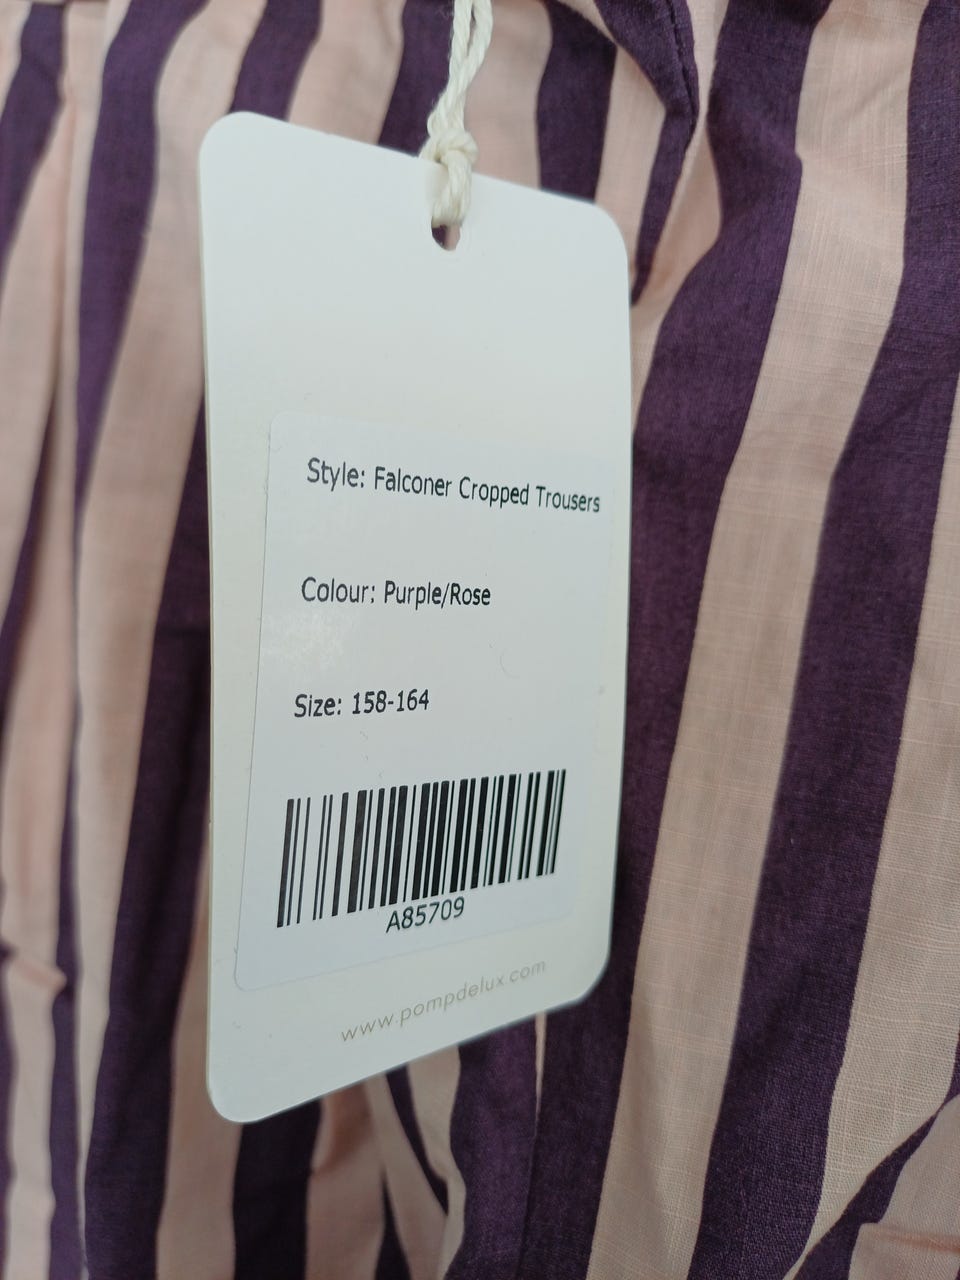 Style: Falconer Cropped Trousers
Colour: Purple/Rose
Size: 158-164
A85709
www.pompdelux.com